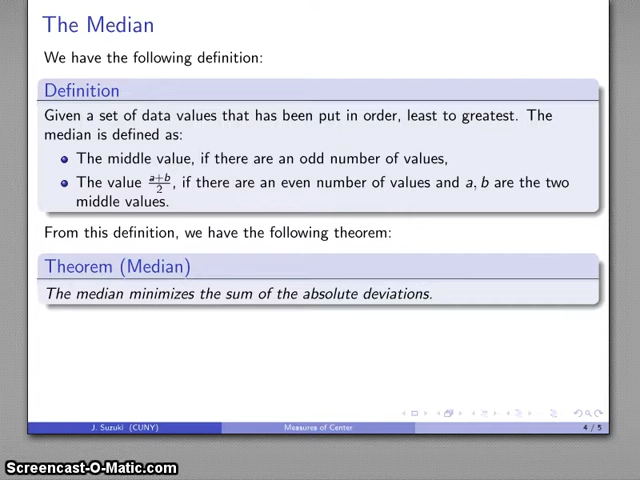 The Median
We have the following definition:
Definition
Given a set of data values that has been put in order, least to greatest. The
median is defined as:
The middle value, if there are an odd number of values,
The value a+b/2, if there are an even number of values and a, b are the two
middle values.
From this definition, we have the following theorem:
Theorem (Median)
The median minimizes the sum of the absolute deviations.
J. Suzuki (CUNY) Measures of Center 4 / 5
Screencast-O-Matic.com